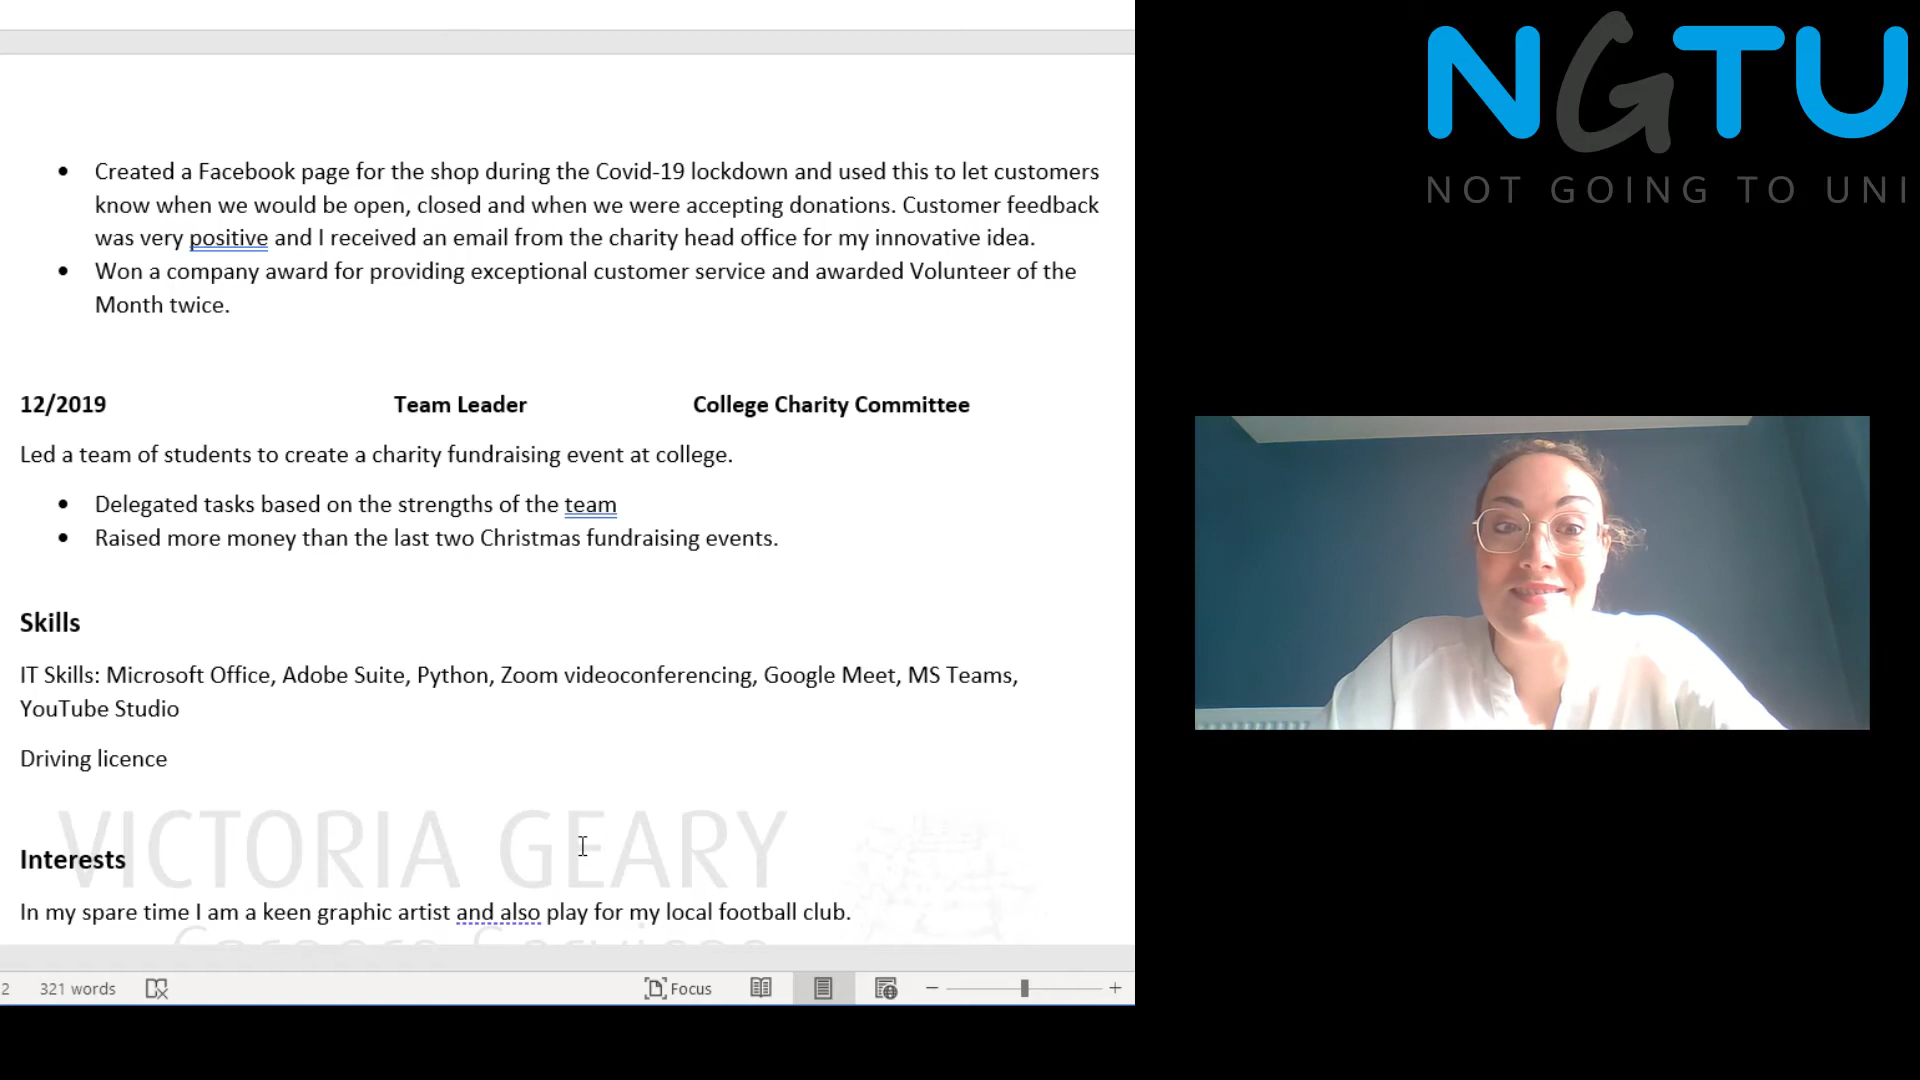 NGTU
NOT GOING TO UNI
• Created a Facebook page for the shop during the Covid-19 lockdown and used this to let customers
know when we would be open, closed and when we were accepting donations. Customer feedback
was very positive and I received an email from the charity head office for my innovative idea.
• Won a company award for providing exceptional customer service and awarded Volunteer of the
Month twice.
12/2019 Team Leader College Charity Committee
Led a team of students to create a charity fundraising event at college.
• Delegated tasks based on the strengths of the team
• Raised more money than the last two Christmas fundraising events.
Skills
IT Skills: Microsoft Office, Adobe Suite, Python, Zoom videoconferencing, Google Meet, MS Teams,
YouTube Studio
Driving licence
VICTORIA GEARY
Interests
In my spare time I am a keen graphic artist and also play for my local football club.
Careers Services
2 321 words Focus